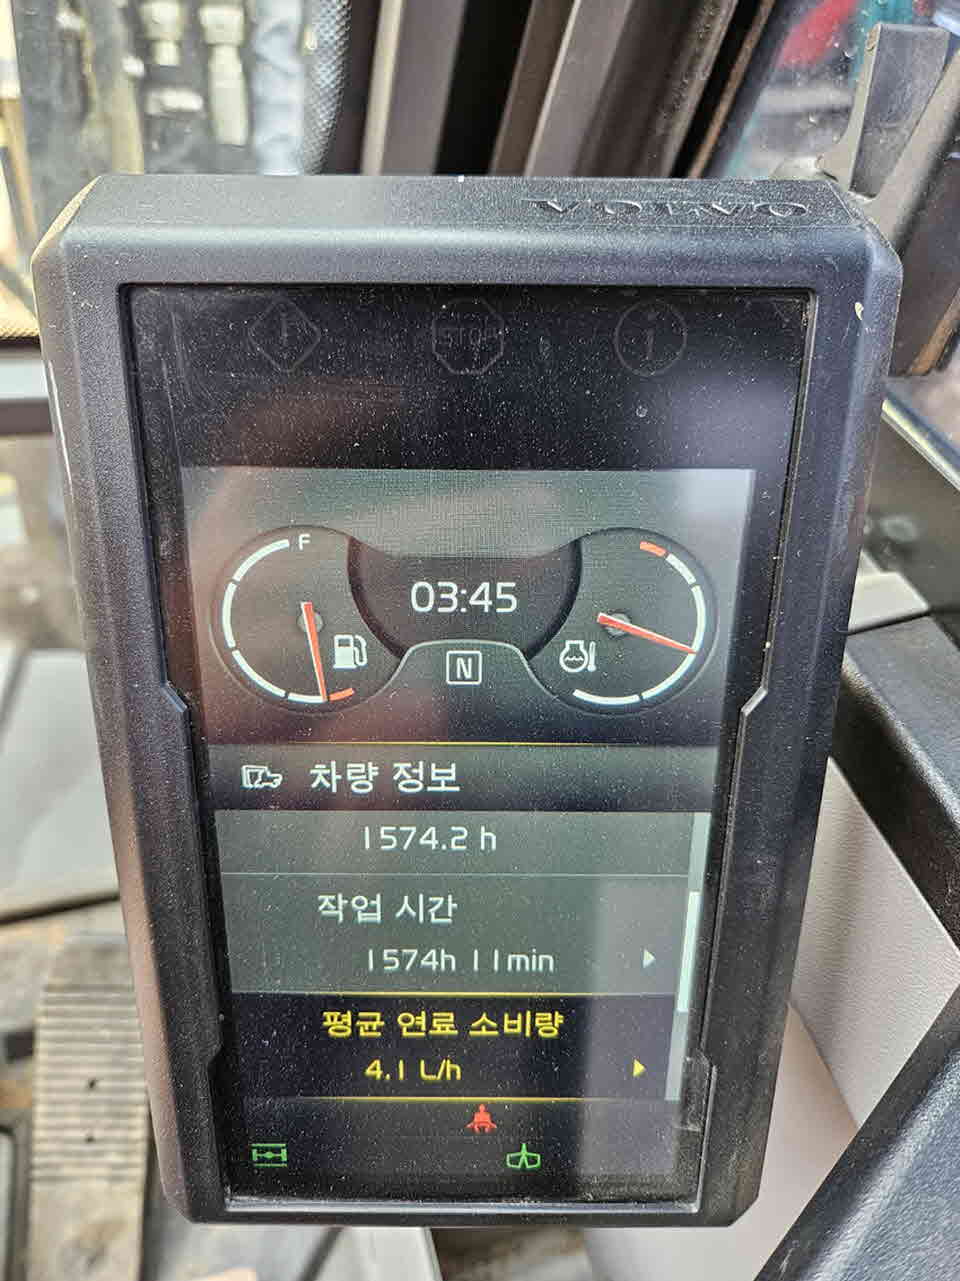 VOLVO
STOP
F
03:45
N
차량 정보
1574.2 h
작업 시간
1574h 11min
평균 연료 소비량
4.1 L/h